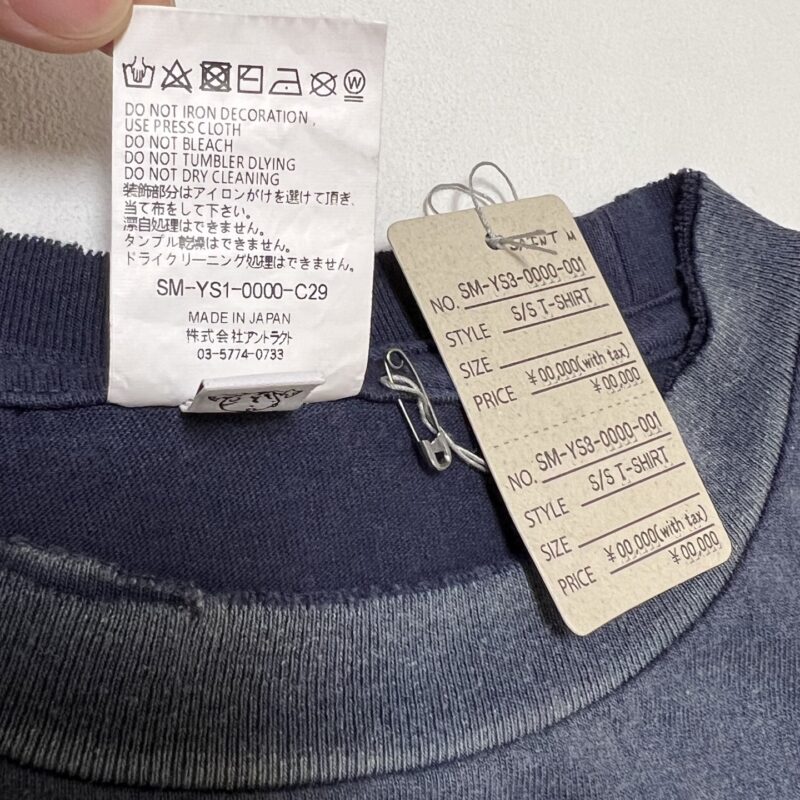 W
DO NOT IRON DECORATION,
USE PRESS CLOTH
DO NOT BLEACH
DO NOT TUMBLER DLYING
DO NOT DRY CLEANING
装飾部分はアイロンがけを選けて頂き、
当て布をして下さい。
漂自処理はできません。
タンプル乾燥はできません。
ドライクリーニング処理はできません。
SM-YS1-0000-C29
MADE IN JAPAN
株式会社アントラクト
03-5774-0733
SAINT M
NO. SM-YS3-0000-001
STYLE S/S T-SHIRT
SIZE
PRICE ¥00,000(with tax)
¥00,000
NO. SM-YS3-0000-001
STYLE S/S T-SHIRT
SIZE
PRICE ¥00,000(with tax)
¥00,000